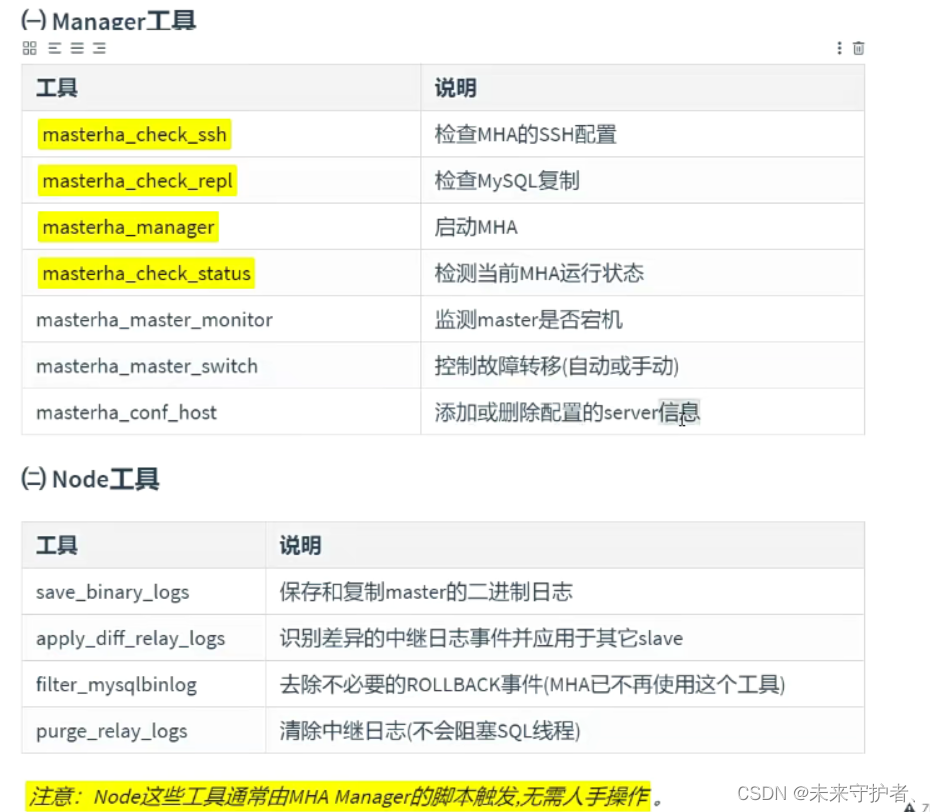 ㈠ Manager工具
工具 说明
masterha_check_ssh 检查MHA的SSH配置
masterha_check_repl 检查MySQL复制
masterha_manager 启动MHA
masterha_check_status 检测当前MHA运行状态
masterha_master_monitor 监测master是否宕机
masterha_master_switch 控制故障转移(自动或手动)
masterha_conf_host 添加或删除配置的server信息
㈡ Node工具
工具 说明
save_binary_logs 保存和复制master的二进制日志
apply_diff_relay_logs 识别差异的中继日志事件并应用于其它slave
filter_mysqlbinlog 去除不必要的ROLLBACK事件(MHA已不再使用这个工具)
purge_relay_logs 清除中继日志(不会阻塞SQL线程)
注意：Node这些工具通常由MHA Manager的脚本触发,无需人手操作 。
CSDN @未来守护者